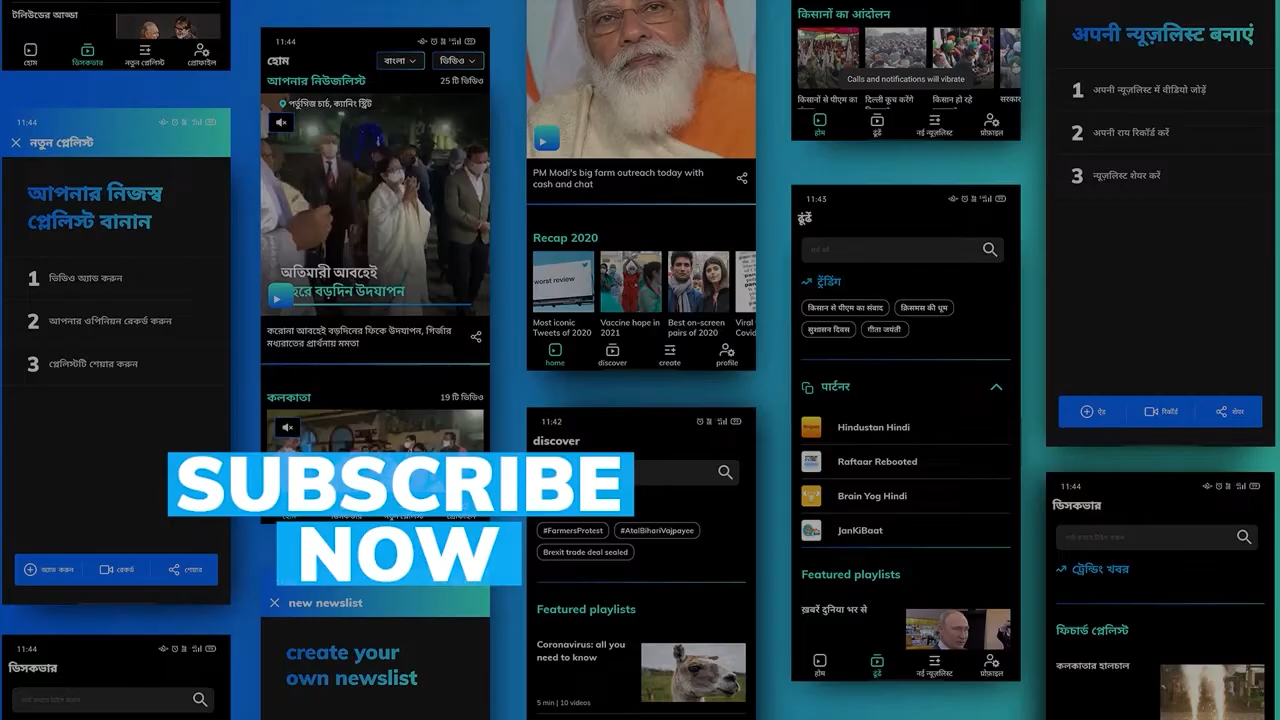 টলিউডের আড্ডা
হোম
ডিসকভার
নতুন প্লেলিস্ট
প্রোফাইল
11:44
নতুন প্লেলিস্ট
আপনার নিজস্ব
প্লেলিস্ট বানান
1 ভিডিও অ্যাড করুন
2 আপনার ওপিনিয়ন রেকর্ড করুন
3 প্লেলিস্টটি শেয়ার করুন
অ্যাড করুন
রেকর্ড
শেয়ার
11:44
ডিসকভার
11:44
হোম
বাংলা
ভিডিও
আপনার নিউজলিস্ট
25 টি ভিডিও
পর্তুগিজ চার্চ, ক্যানিং স্ট্রিট
অতিমারী আবহেই
হরে বড়দিন উদযাপন
করোনা আবহেই বড়দিনের ফিকে উদযাপন, গির্জার
মধ্যরাতের প্রার্থনায় মমতা
কলকাতা
19 টি ভিডিও
SUBSCRIBE
NOW
new newslist
create your
own newslist
PM Modi's big farm outreach today with
cash and chat
Recap 2020
worst review
Most iconic
Tweets of 2020
Vaccine hope in
2021
Best on-screen
pairs of 2020
Viral
Covid
home
discover
create
profile
11:42
discover
#FarmersProtest
#AtalBihariVajpayee
Brexit trade deal sealed
Featured playlists
Coronavirus: all you
need to know
5 min | 10 videos
किसानों का आंदोलन
Calls and notifications will vibrate
किसानों से पीएम का
दिल्ली कूच करेंगे
किसान हो रहे
सरकार
होम
ढूंढें
नई न्यूज़लिस्ट
प्रोफ़ाइल
11:43
ढूंढें
ट्रेंडिंग
किसान से पीएम का संवाद
क्रिसमस की धूम
सुशासन दिवस
गीता जयंती
पार्टनर
Hindustan Hindi
Raftaar Rebooted
Brain Yog Hindi
JanKiBaat
Featured playlists
ख़बरें दुनिया भर से
होम
ढूंढें
नई न्यूज़लिस्ट
प्रोफ़ाइल
अपनी न्यूज़लिस्ट बनाएं
1 अपनी न्यूज़लिस्ट में वीडियो जोड़ें
2 अपनी राय रिकॉर्ड करें
3 न्यूज़लिस्ट शेयर करें
ऐड
रिकॉर्ड
शेयर
11:44
ডিসকভার
ট্রেন্ডিং খবর
ফিচার্ড প্লেলিস্ট
কলকাতার হালচাল